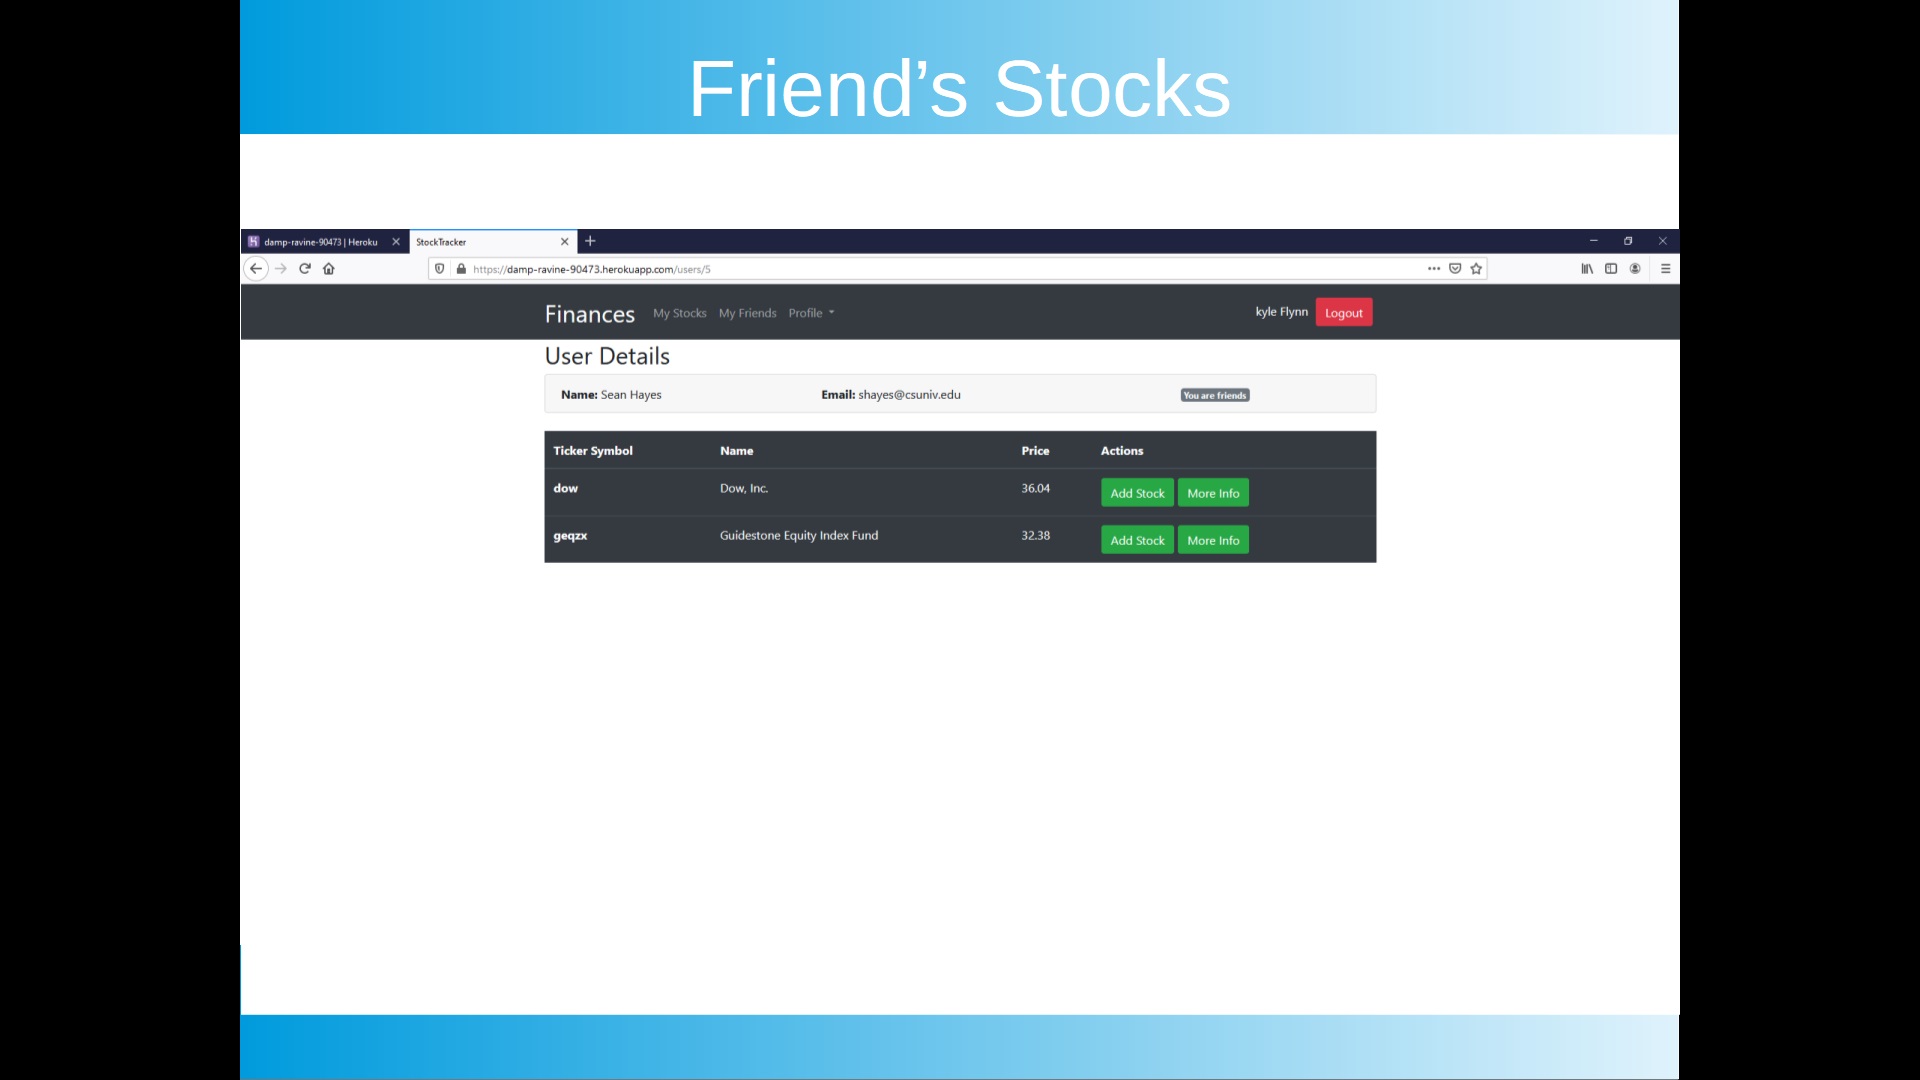 Friend’s Stocks
damp-ravine-90473 | Heroku
StockTracker
https://damp-ravine-90473.herokuapp.com/users/5
Finances My Stocks My Friends Profile kyle Flynn Logout
User Details
Name: Sean Hayes Email: shayes@csuniv.edu You are friends
Ticker Symbol Name Price Actions
dow Dow, Inc. 36.04 Add Stock More Info
geqzx Guidestone Equity Index Fund 32.38 Add Stock More Info